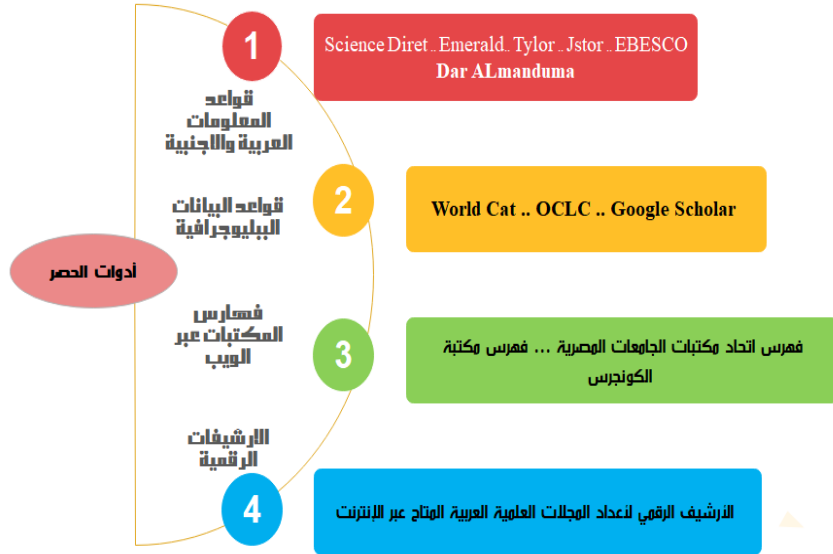 أدوات الحصر
1
قواعد
المعلومات
العربية والاجنبية
Science Diret .. Emerald.. Tylor .. Jstor .. EBESCO
Dar ALmanduma
2
قواعد البيانات
الببليوجرافية
World Cat .. OCLC .. Google Scholar
3
فهارس
المكتبات عبر
الويب
فهرس اتحاد مكتبات الجامعات المصرية ... فهرس مكتبة
الكونجرس
4
الارشيفات
الرقمية
الأرشيف الرقمي لأعداد المجلات العلمية العربية المتاح عبر الإنترنت